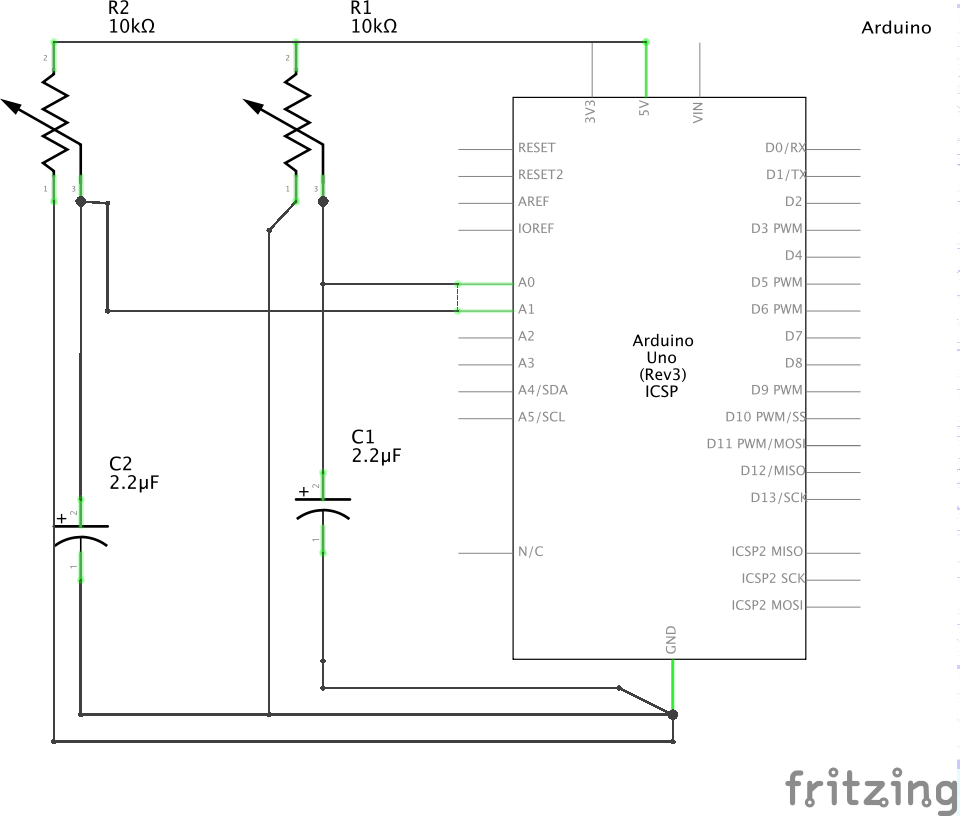 R2
10kΩ
R1
10kΩ
Arduino
2
2
3V3
5V
VIN
1
3
1
3
RESET
D0/RX
RESET2
D1/TX
AREF
D2
IOREF
D3 PWM
D4
A0
D5 PWM
A1
D6 PWM
A2
D7
Arduino
Uno
(Rev3)
ICSP
A3
D8
A4/SDA
D9 PWM
A5/SCL
D10 PWM/SS
D11 PWM/MOSI
D12/MISO
D13/SCK
C1
2.2μF
C2
2.2μF
+
2
+
2
1
1
N/C
ICSP2 MISO
ICSP2 SCK
ICSP2 MOSI
GND
fritzing